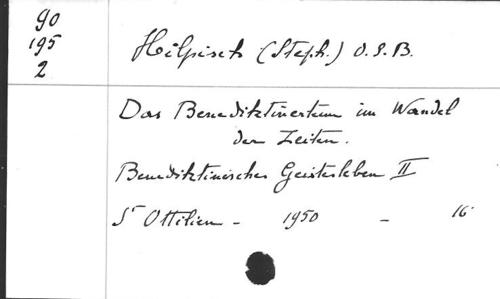 90
195
2
Hilpisch (Steph.) O.S.B.
Das Benediktinertum im Wandel
der Zeiten.
Benediktinisches Geistesleben II
St Ottilien - 1950 - 16°